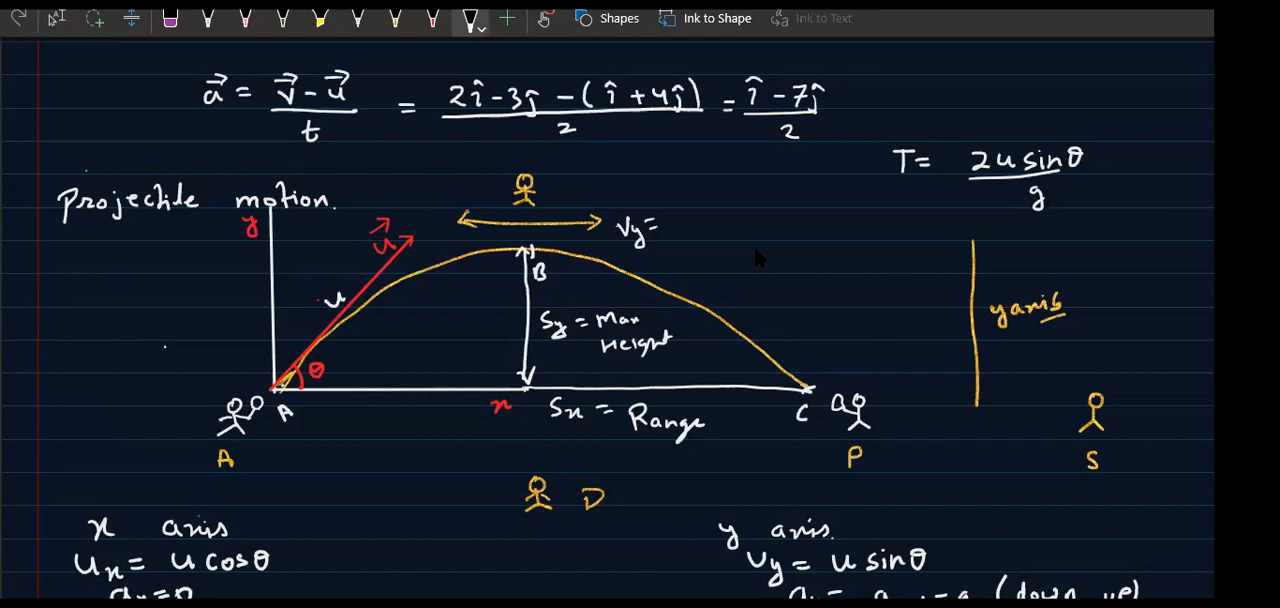 Shapes Ink to Shape Ink to Text
a⃗ = (v⃗ - u⃗)/t = (2î - 3ĵ - (î + 4ĵ))/2 = (î - 7ĵ)/2
T = 2u sinθ/g
Projectile motion.
y
u⃗
Vy =
B
u
Sy = Max Height
y axis
θ
A
x
Sx = Range
C
A
P
S
D
x axis
y axis.
ux = u cosθ
vy = u sinθ